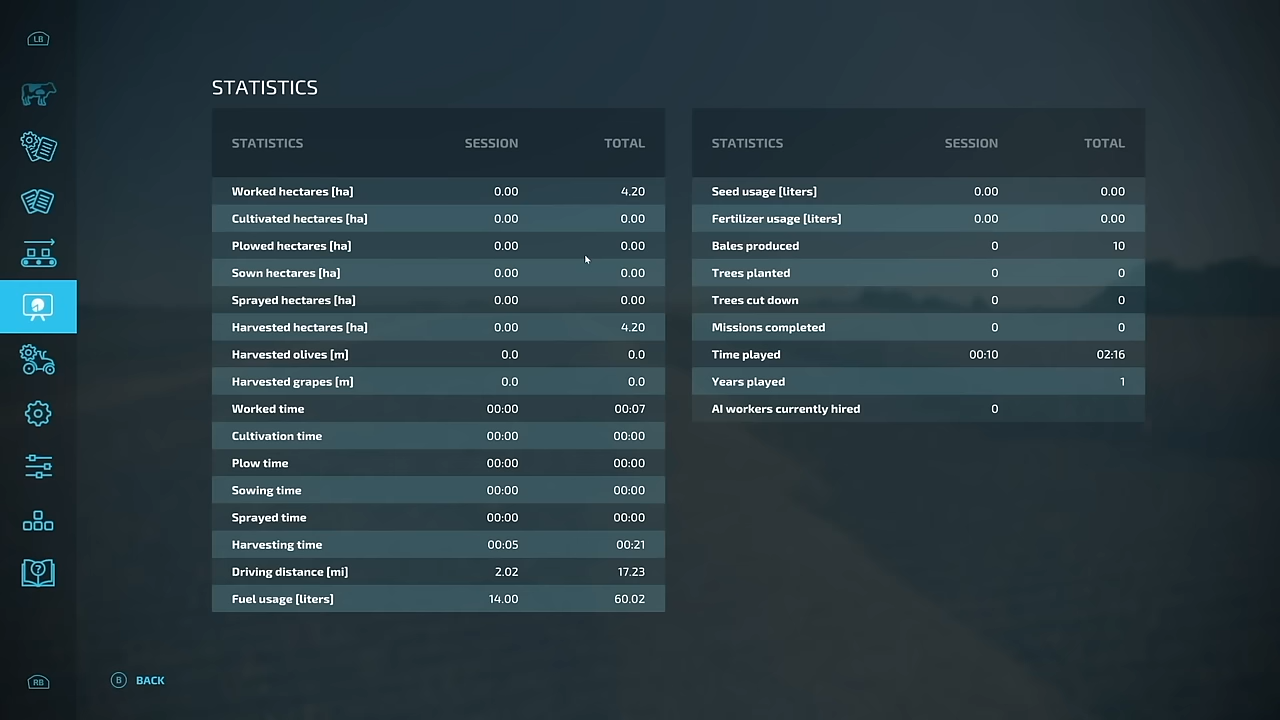 LB
STATISTICS
STATISTICS SESSION TOTAL
Worked hectares [ha] 0.00 4.20
Cultivated hectares [ha] 0.00 0.00
Plowed hectares [ha] 0.00 0.00
Sown hectares [ha] 0.00 0.00
Sprayed hectares [ha] 0.00 0.00
Harvested hectares [ha] 0.00 4.20
Harvested olives [m] 0.0 0.0
Harvested grapes [m] 0.0 0.0
Worked time 00:00 00:07
Cultivation time 00:00 00:00
Plow time 00:00 00:00
Sowing time 00:00 00:00
Sprayed time 00:00 00:00
Harvesting time 00:05 00:21
Driving distance [mi] 2.02 17.23
Fuel usage [liters] 14.00 60.02
STATISTICS SESSION TOTAL
Seed usage [liters] 0.00 0.00
Fertilizer usage [liters] 0.00 0.00
Bales produced 0 10
Trees planted 0 0
Trees cut down 0 0
Missions completed 0 0
Time played 00:10 02:16
Years played 1
AI workers currently hired 0
RB
B BACK